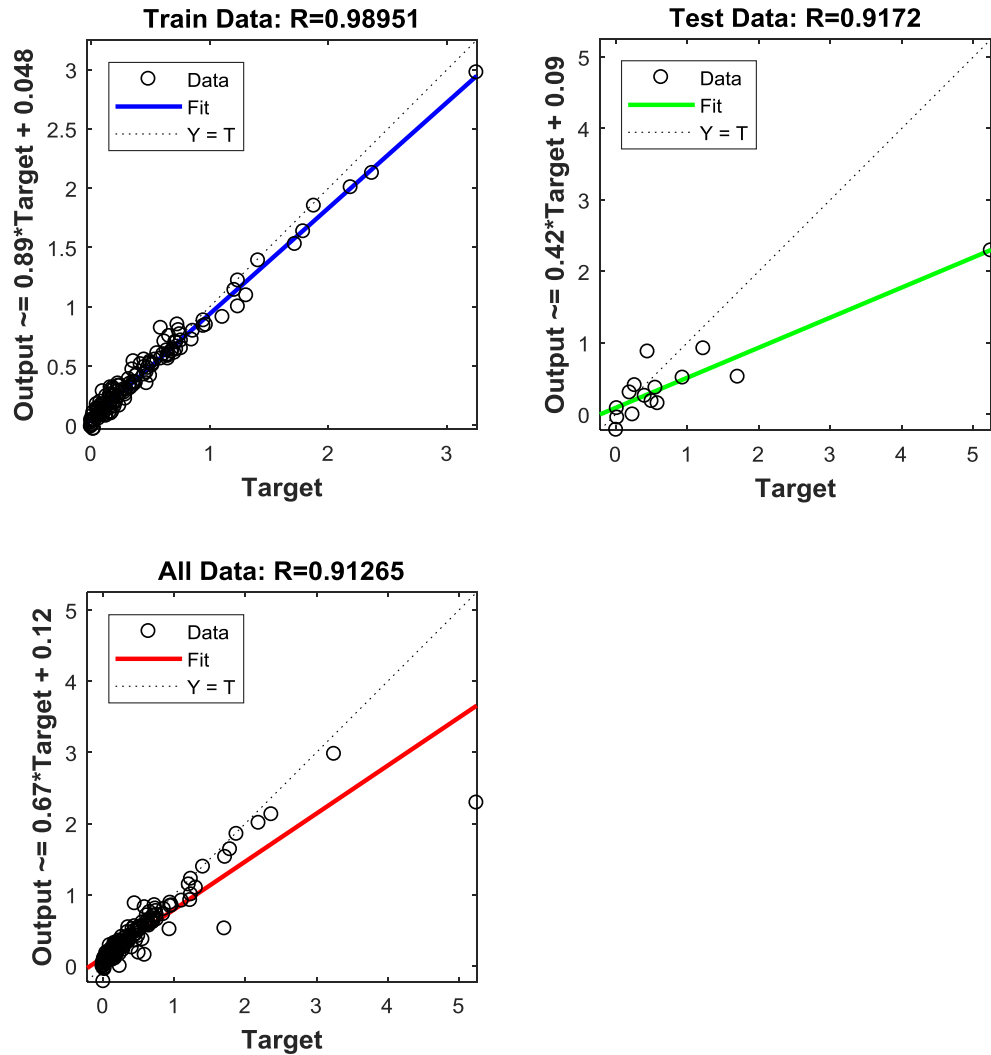 Train Data: R=0.98951
Output ~= 0.89*Target + 0.048
Data
Fit
Y = T
3
2.5
2
1.5
1
0.5
0
0 1 2 3
Target
Test Data: R=0.9172
Output ~= 0.42*Target + 0.09
Data
Fit
Y = T
5
4
3
2
1
0
0 1 2 3 4 5
Target
All Data: R=0.91265
Output ~= 0.67*Target + 0.12
Data
Fit
Y = T
5
4
3
2
1
0
0 1 2 3 4 5
Target